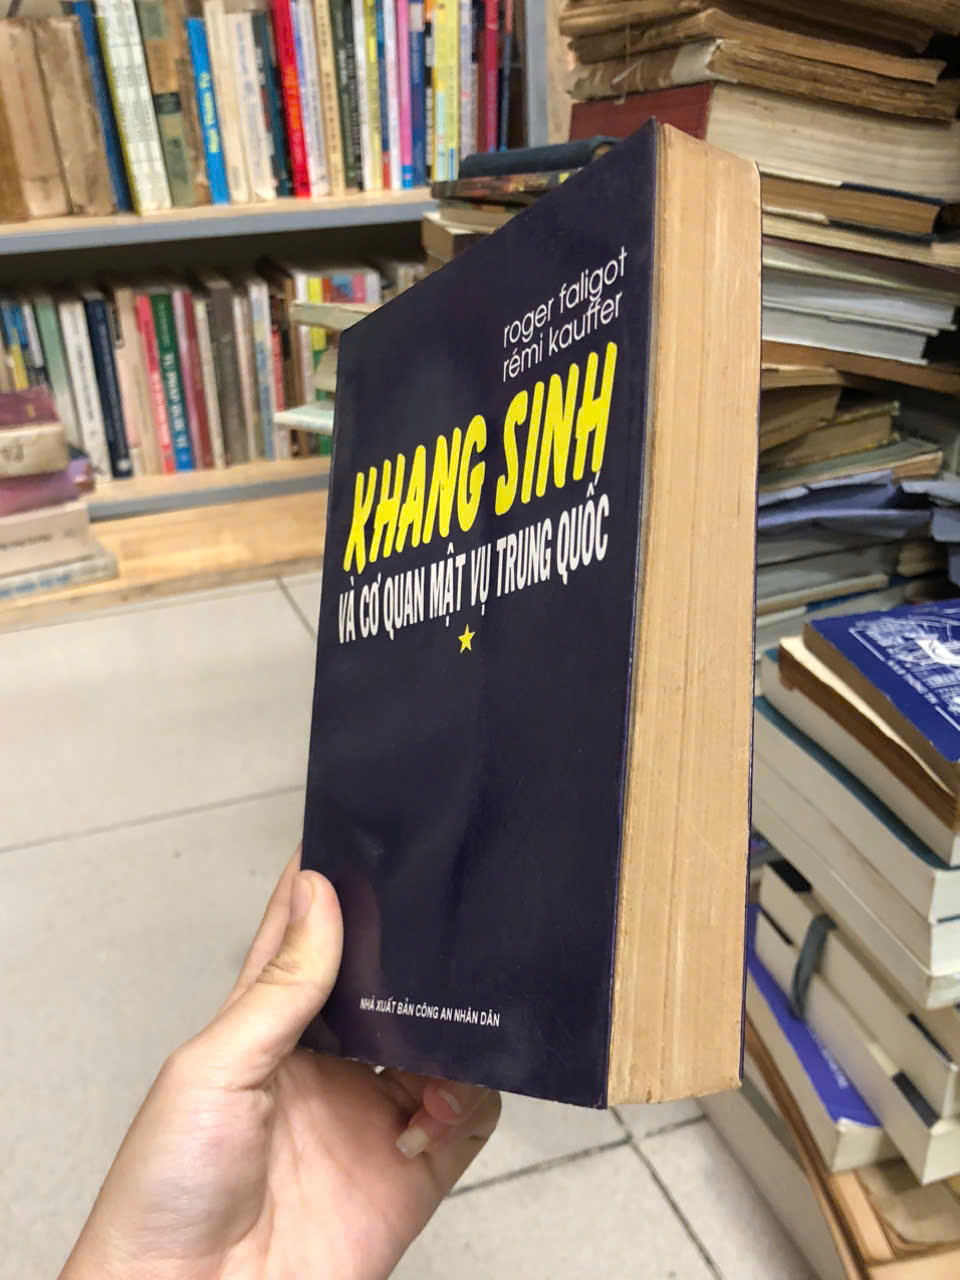 roger faligot
rémi kauffer
KHANG SINH
VÀ CƠ QUAN MẬT VỤ TRUNG QUỐC
NHÀ XUẤT BẢN CÔNG AN NHÂN DÂN